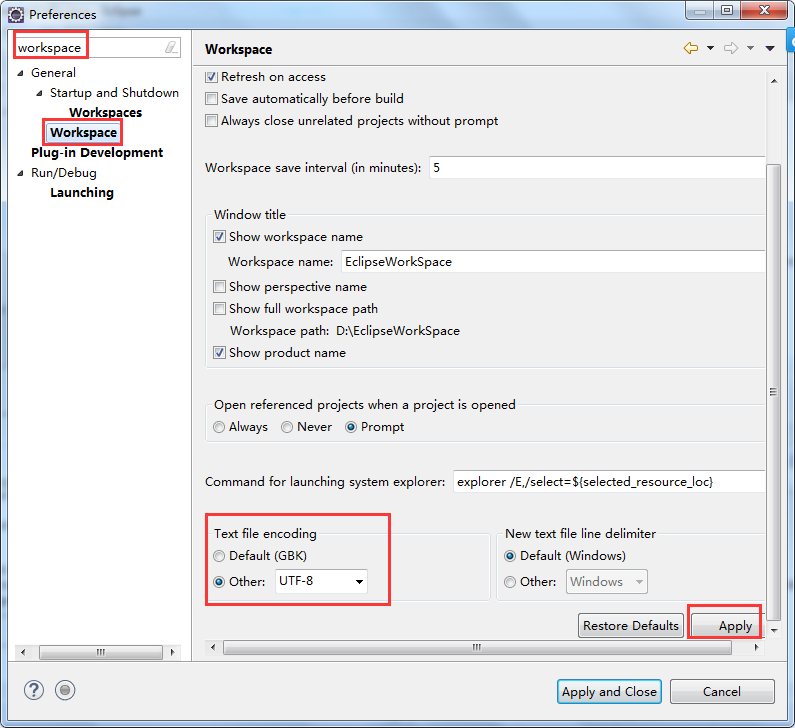 Preferences
workspace
General
Startup and Shutdown
Workspaces
Workspace
Plug-in Development
Run/Debug
Launching
Workspace
Refresh on access
Save automatically before build
Always close unrelated projects without prompt
Workspace save interval (in minutes): 5
Window title
Show workspace name
Workspace name: EclipseWorkSpace
Show perspective name
Show full workspace path
Workspace path: D:\EclipseWorkSpace
Show product name
Open referenced projects when a project is opened
Always Never Prompt
Command for launching system explorer: explorer /E,/select=${selected_resource_loc}
Text file encoding
Default (GBK)
Other: UTF-8
New text file line delimiter
Default (Windows)
Other: Windows
Restore Defaults Apply
Apply and Close Cancel